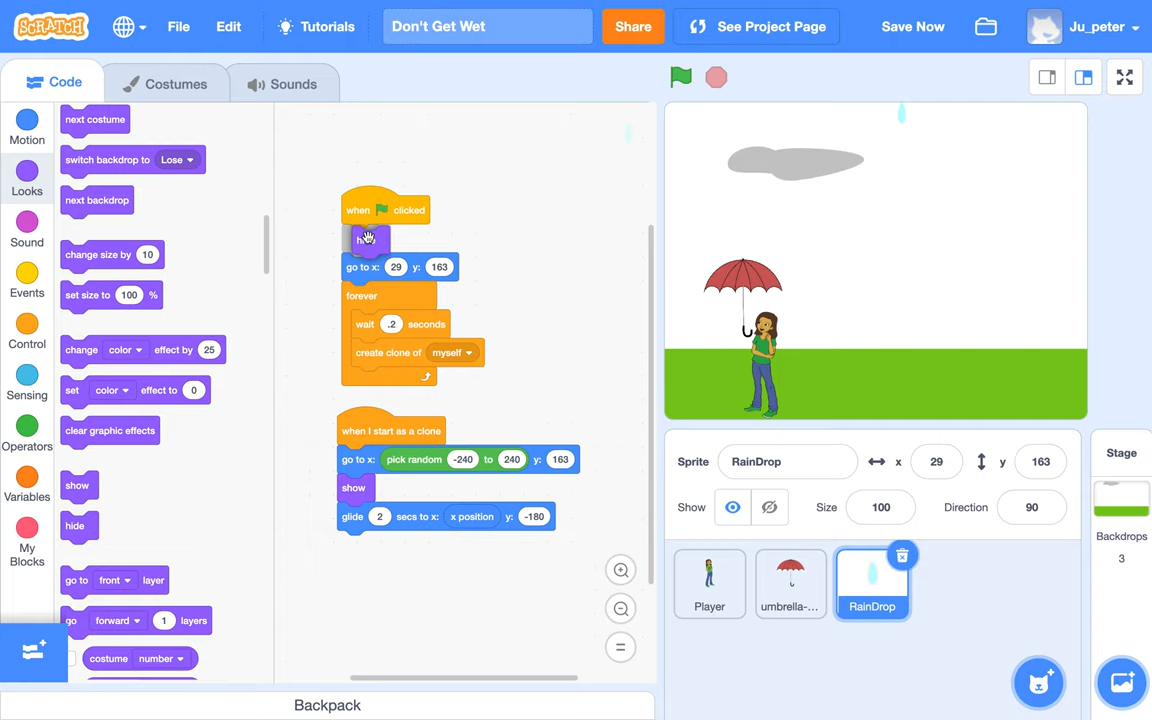 SCRATCH
File
Edit
Tutorials
Don't Get Wet
Share
See Project Page
Save Now
Ju_peter
Code
Costumes
Sounds
Motion
Looks
Sound
Events
Control
Sensing
Operators
Variables
My
Blocks
next costume
switch backdrop to Lose
next backdrop
change size by 10
set size to 100 %
change color effect by 25
set color effect to 0
clear graphic effects
show
hide
go to front layer
go forward 1 layers
costume number
when clicked
go to x: 29 y: 163
forever
wait .2 seconds
create clone of myself
when I start as a clone
go to x: pick random -240 to 240 y: 163
show
glide 2 secs to x: x position y: -180
Backpack
Sprite RainDrop x 29 y 163
Show Size 100 Direction 90
Player
umbrella-...
RainDrop
Stage
Backdrops
3